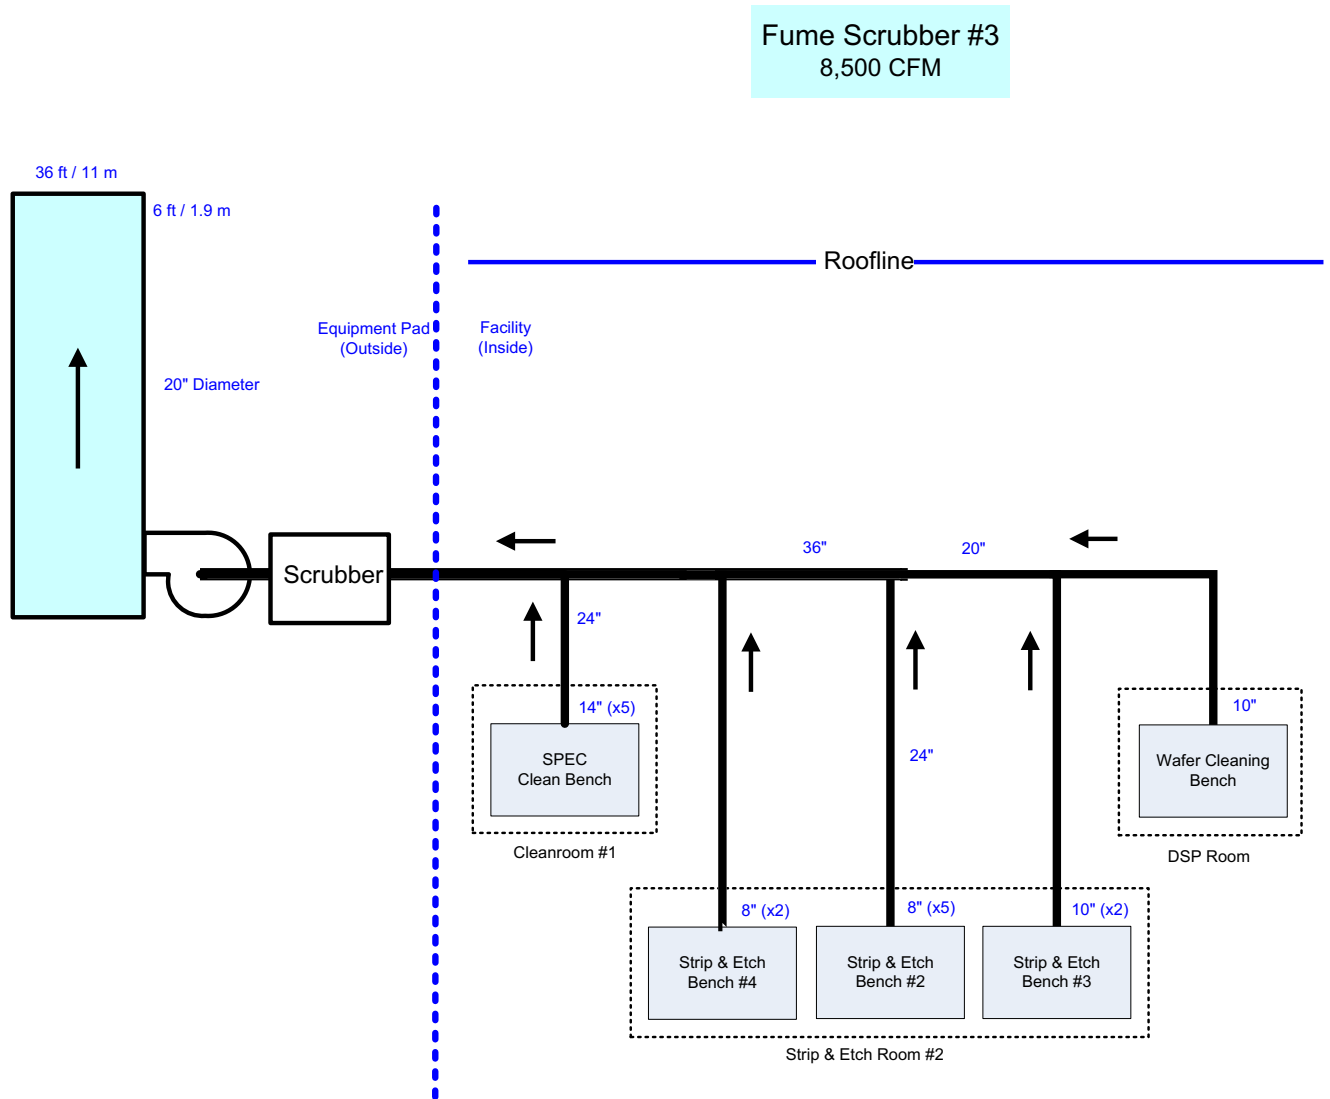 Fume Scrubber #3
8,500 CFM
36 ft / 11 m
6 ft / 1.9 m
Roofline
Equipment Pad
(Outside)
Facility
(Inside)
20" Diameter
36"
20"
Scrubber
24"
14" (x5)
10"
SPEC
Clean Bench
24"
Wafer Cleaning
Bench
Cleanroom #1
DSP Room
8" (x2)
8" (x5)
10" (x2)
Strip & Etch
Bench #4
Strip & Etch
Bench #2
Strip & Etch
Bench #3
Strip & Etch Room #2